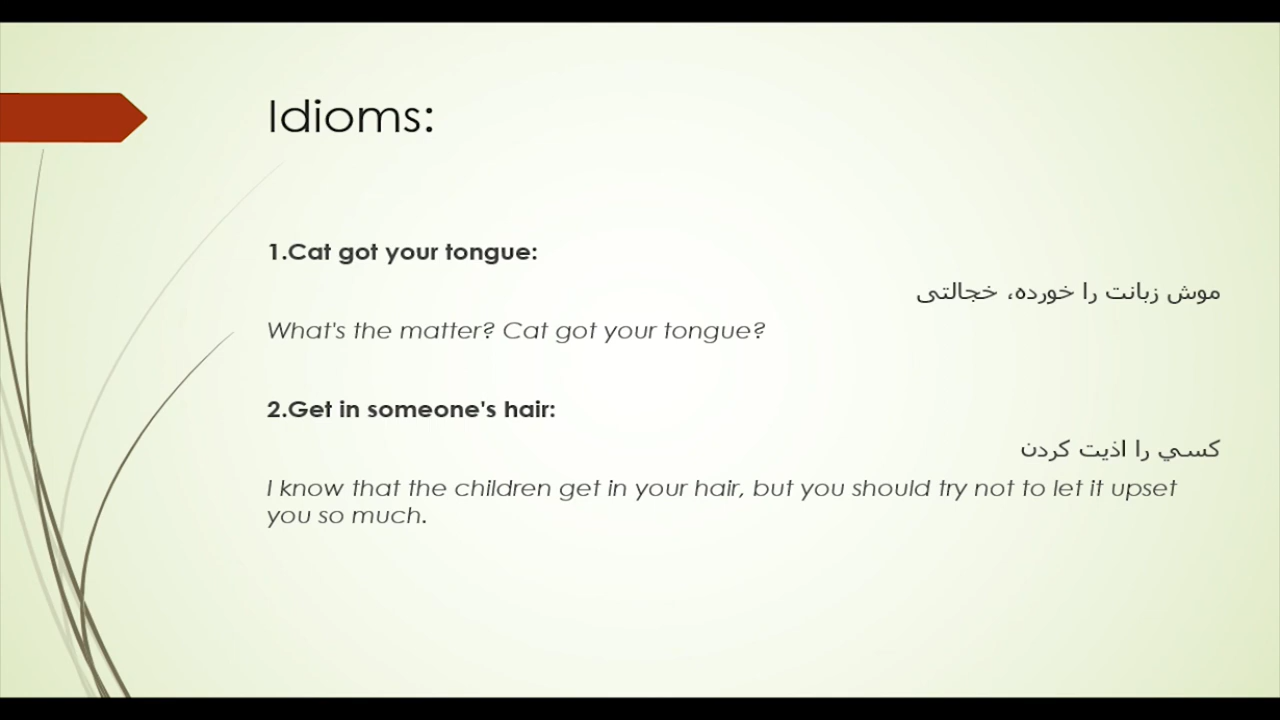 Idioms:
1.Cat got your tongue:
موش زبانت را خورده، خجالتی
What's the matter? Cat got your tongue?
2.Get in someone's hair:
كسي را اذیت کردن
I know that the children get in your hair, but you should try not to let it upset
you so much.